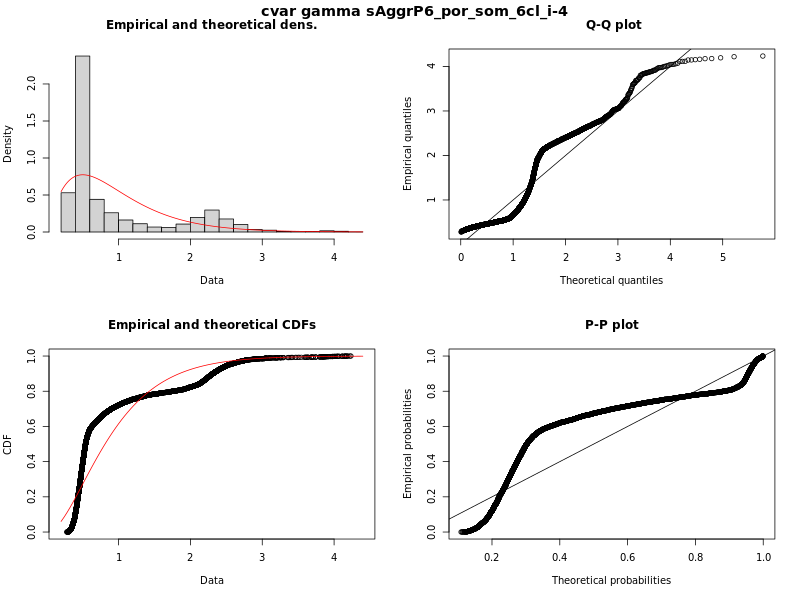 cvar gamma sAggrP6_por_som_6cl_i-4
Empirical and theoretical dens.
Density
0.0 0.5 1.0 1.5 2.0
1 2 3 4
Data
Q-Q plot
Empirical quantiles
1 2 3 4
0 1 2 3 4 5
Theoretical quantiles
Empirical and theoretical CDFs
CDF
0.0 0.2 0.4 0.6 0.8 1.0
1 2 3 4
Data
P-P plot
Empirical probabilities
0.0 0.2 0.4 0.6 0.8 1.0
0.2 0.4 0.6 0.8 1.0
Theoretical probabilities